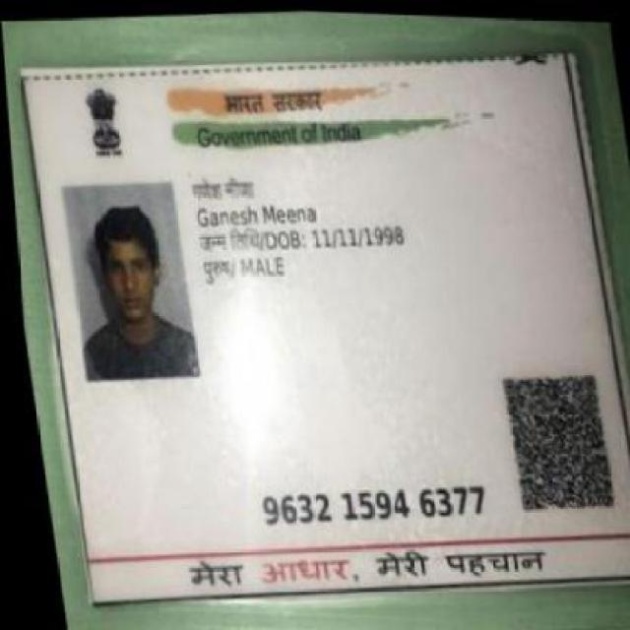 भारत सरकार
Government of India
गणेश मीणा
Ganesh Meena
जन्म तिथि/DOB: 11/11/1998
पुरुष/ MALE
9632 1594 6377
मेरा आधार, मेरी पहचान